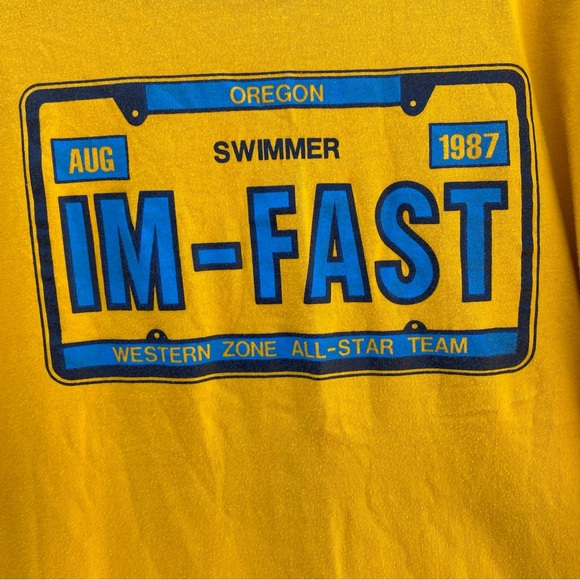 OREGON
AUG
SWIMMER
1987
IM-FAST
WESTERN ZONE ALL-STAR TEAM